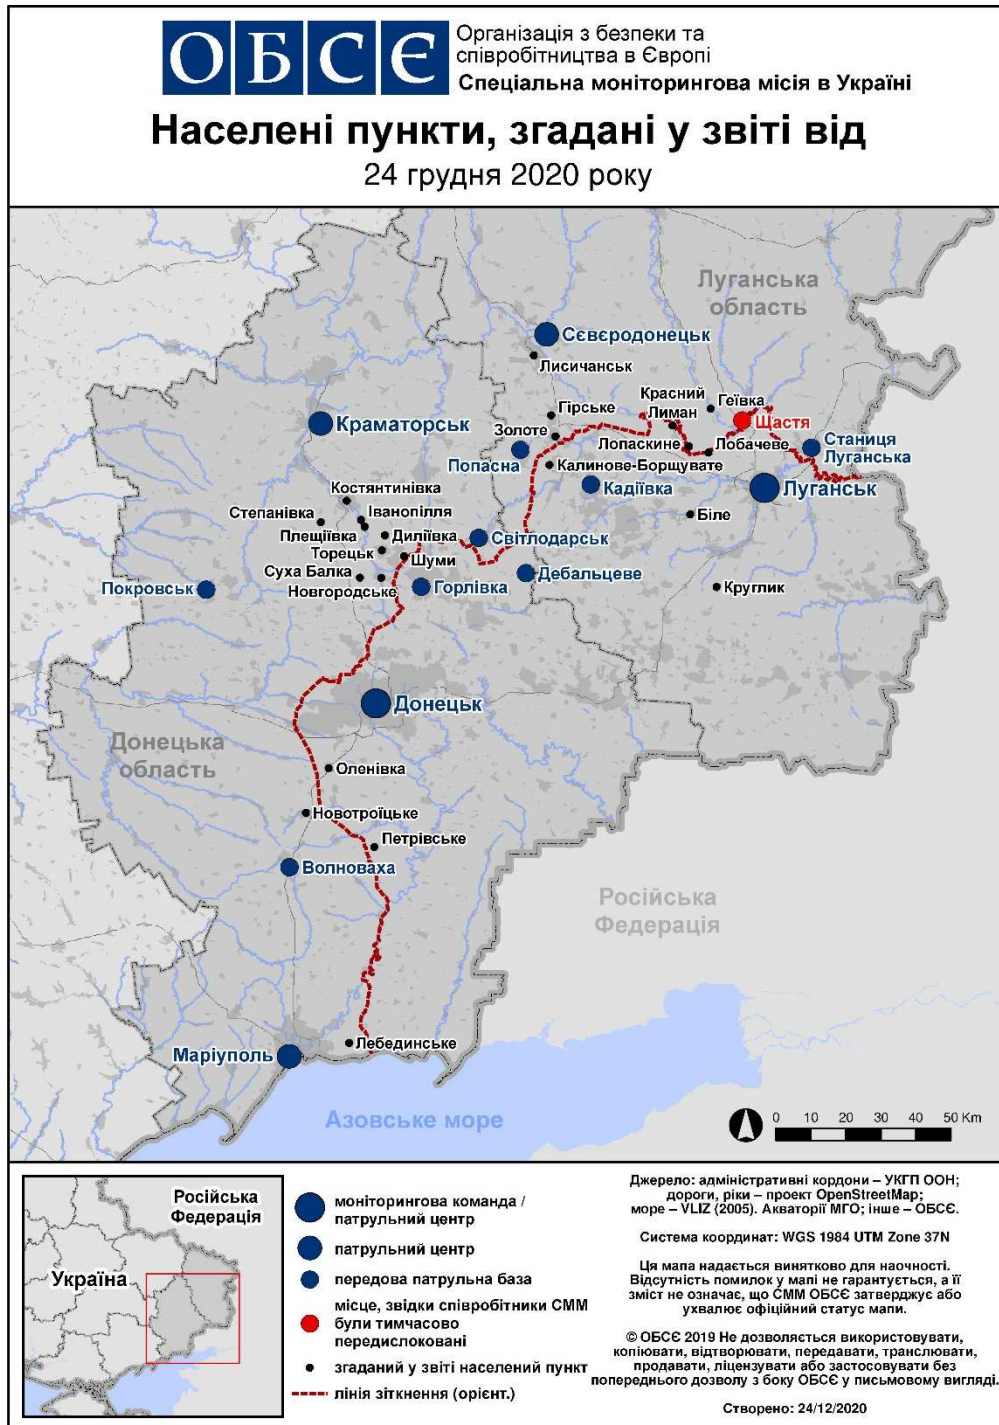 ОБСЄ
Організація з безпеки та
співробітництва в Європі
Спеціальна моніторингова місія в Україні
Населені пункти, згадані у звіті від
24 грудня 2020 року
Луганська
область
Сєвєродонецьк
Лисичанськ
Красний
Лиман
Геївка
Гірське
Щастя
Краматорськ
Золоте
Лопаскине
Лобачеве
Станиця
Луганська
Попасна
Калинове-Борщувате
Кадіївка
Луганськ
Костянтинівка
Степанівка
Іванопілля
Біле
Плещіївка
Диліївка
Світлодарськ
Торецьк
Шуми
Суха Балка
Дебальцеве
Покровськ
Новгородське
Горлівка
Круглик
Донецьк
Донецька
область
Оленівка
Новотроїцьке
Петрівське
Волноваха
Російська
Федерація
Лебединське
Маріуполь
Азовське море
0 10 20 30 40 50 Km
Російська
Федерація
Україна
моніторингова команда /
патрульний центр
патрульний центр
передова патрульна база
місце, звідки співробітники СММ
були тимчасово
передислоковані
згаданий у звіті населений пункт
лінія зіткнення (орієнт.)
Джерело: адміністративні кордони – УКГП ООН;
дороги, ріки – проект OpenStreetMap;
море – VLIZ (2005). Акваторії МГО; інше – ОБСЄ.
Система координат: WGS 1984 UTM Zone 37N
Ця мапа надається винятково для наочності.
Відсутність помилок у мапі не гарантується, а її
зміст не означає, що СММ ОБСЄ затверджує або
ухвалює офіційний статус мапи.
© ОБСЄ 2019 Не дозволяється використовувати,
копіювати, відтворювати, передавати, транслювати,
продавати, ліцензувати або застосовувати без
попереднього дозволу з боку ОБСЄ у письмовому вигляді.
Створено: 24/12/2020